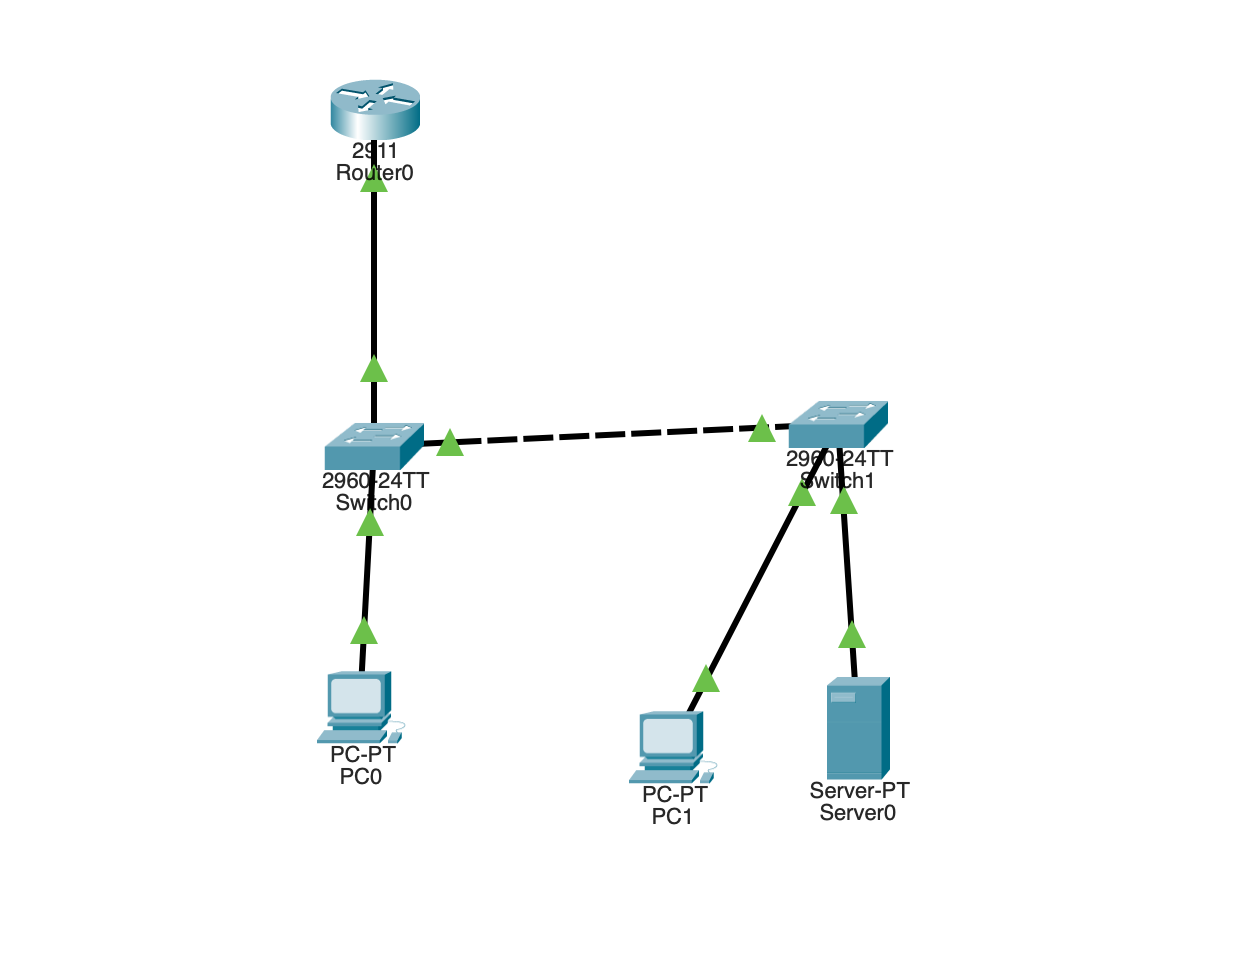 2911
Router0
2960-24TT
Switch0
2960-24TT
Switch1
PC-PT
PC0
PC-PT
PC1
Server-PT
Server0